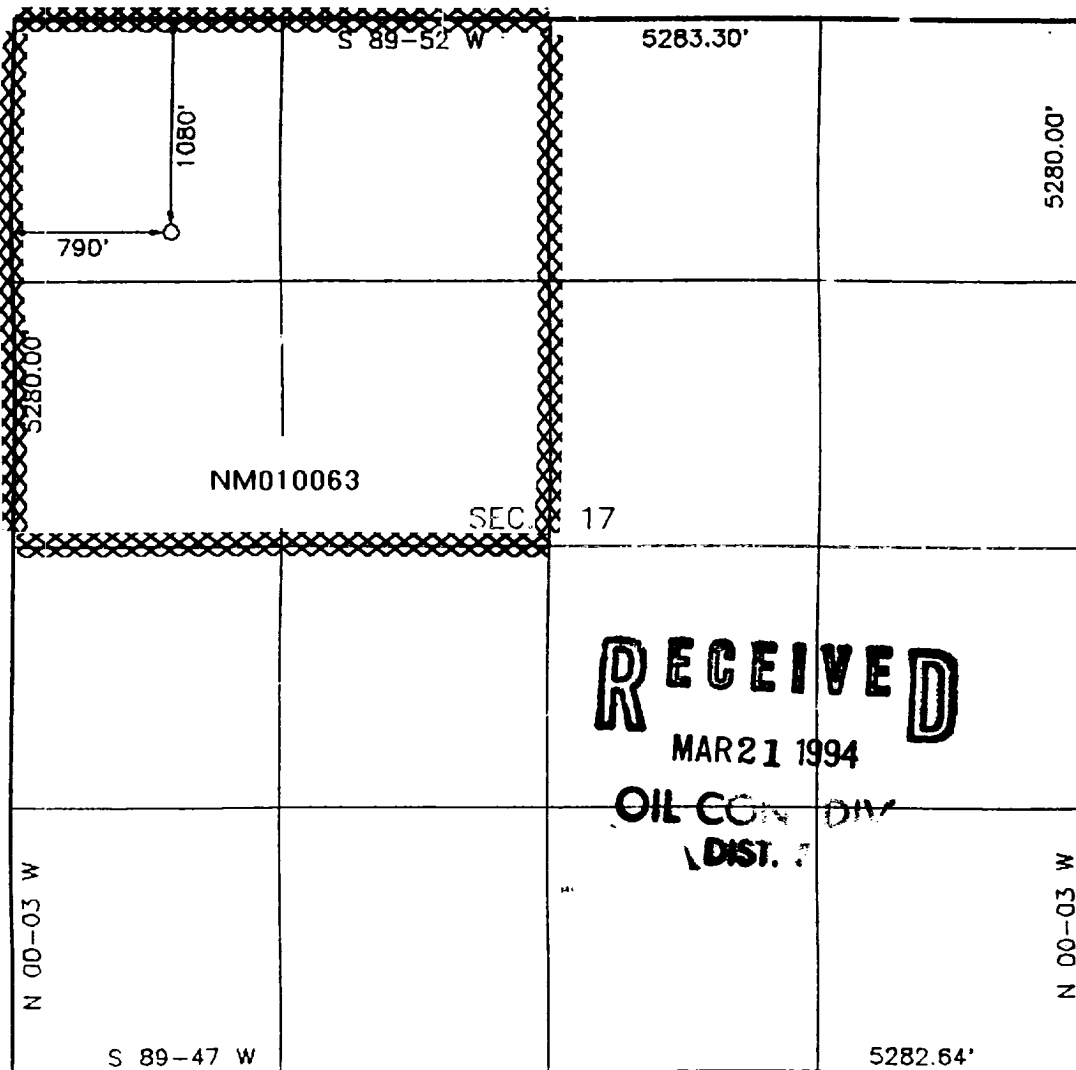 S 89-52 W 5283.30'
1080'
5280.00'
790'
5280.00'
NM010063
SEC. 17
RECEIVED
MAR 21 1994
OIL CON DIV
DIST.
N 00-03 W
N 00-03 W
S 89-47 W 5282.64'